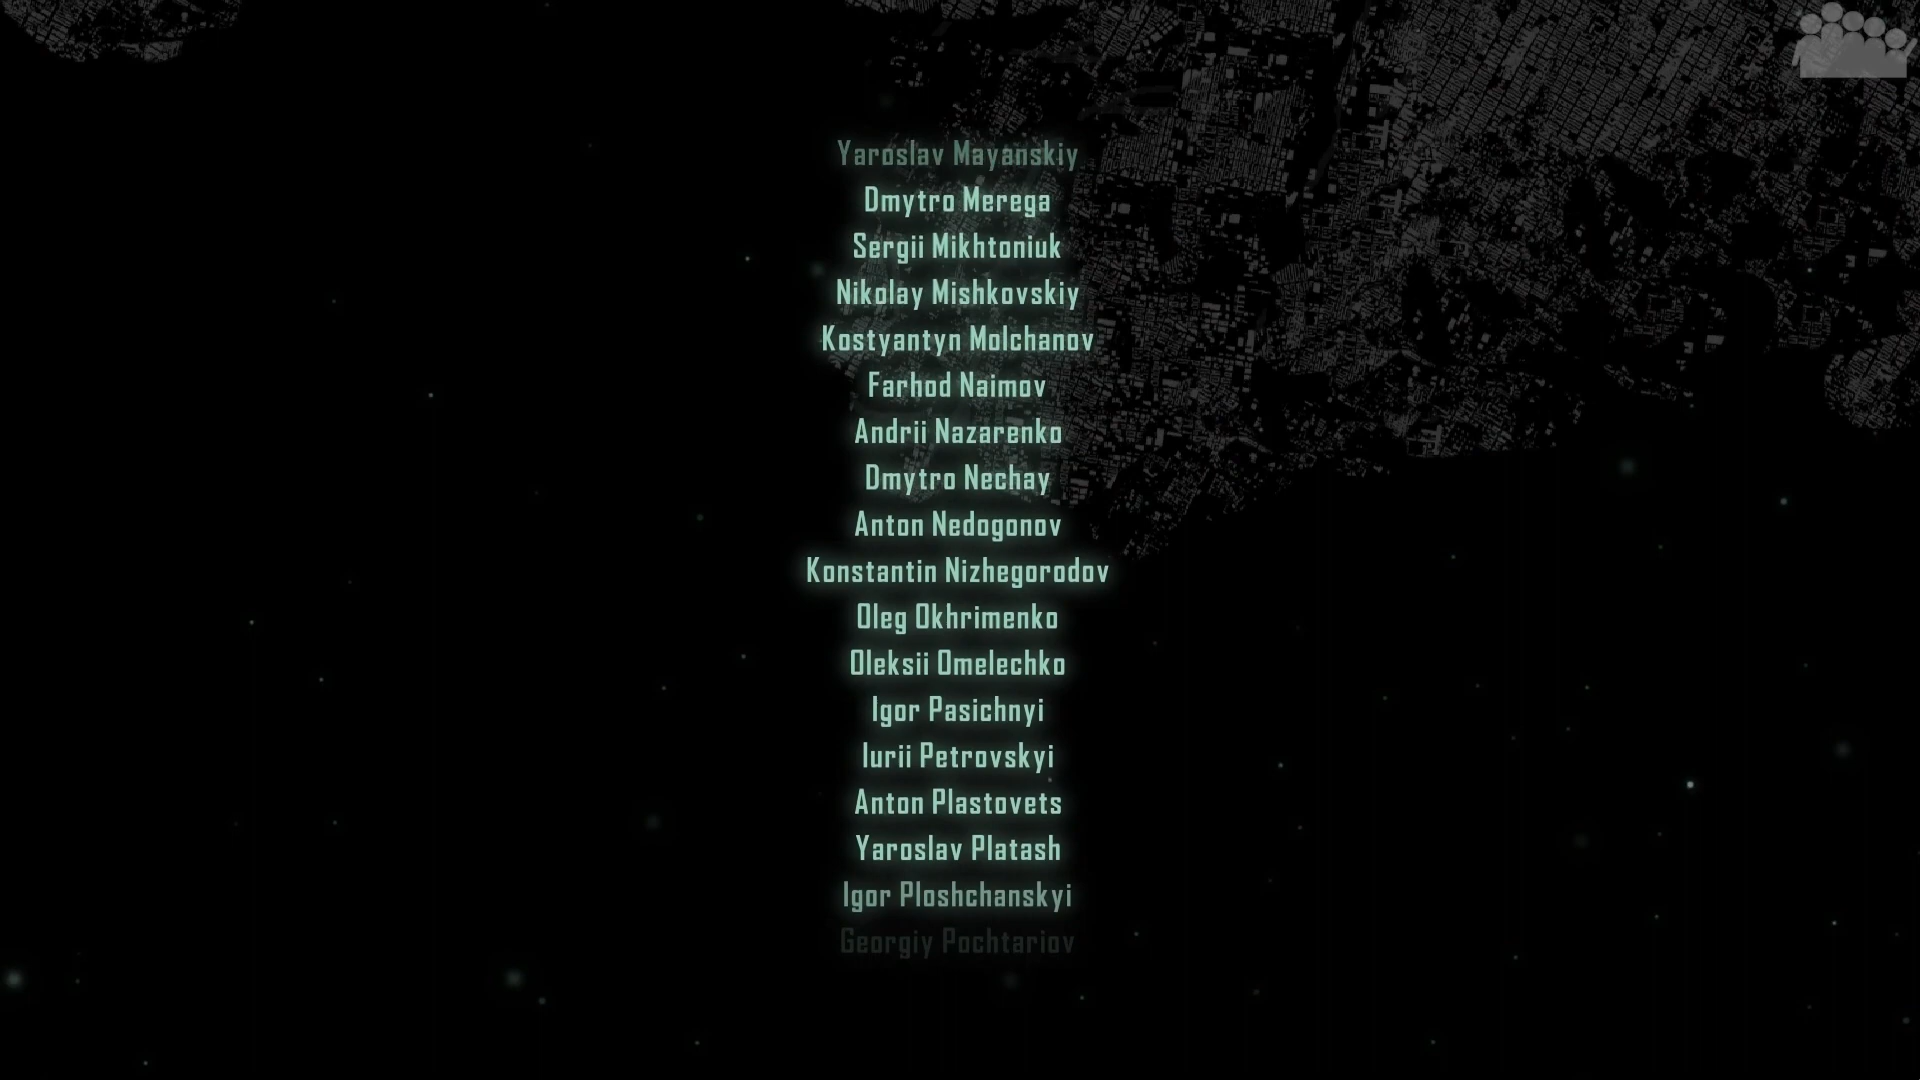 Yaroslav Mayanskiy
Dmytro Merega
Sergii Mikhtoniuk
Nikolay Mishkovskiy
Kostyantyn Molchanov
Farhod Naimov
Andrii Nazarenko
Dmytro Nechay
Anton Nedogonov
Konstantin Nizhegorodov
Oleg Okhrimenko
Oleksii Omelechko
Igor Pasichnyi
Iurii Petrovskyi
Anton Plastovets
Yaroslav Platash
Igor Ploshchanskyi
Georgiy Pochtariov